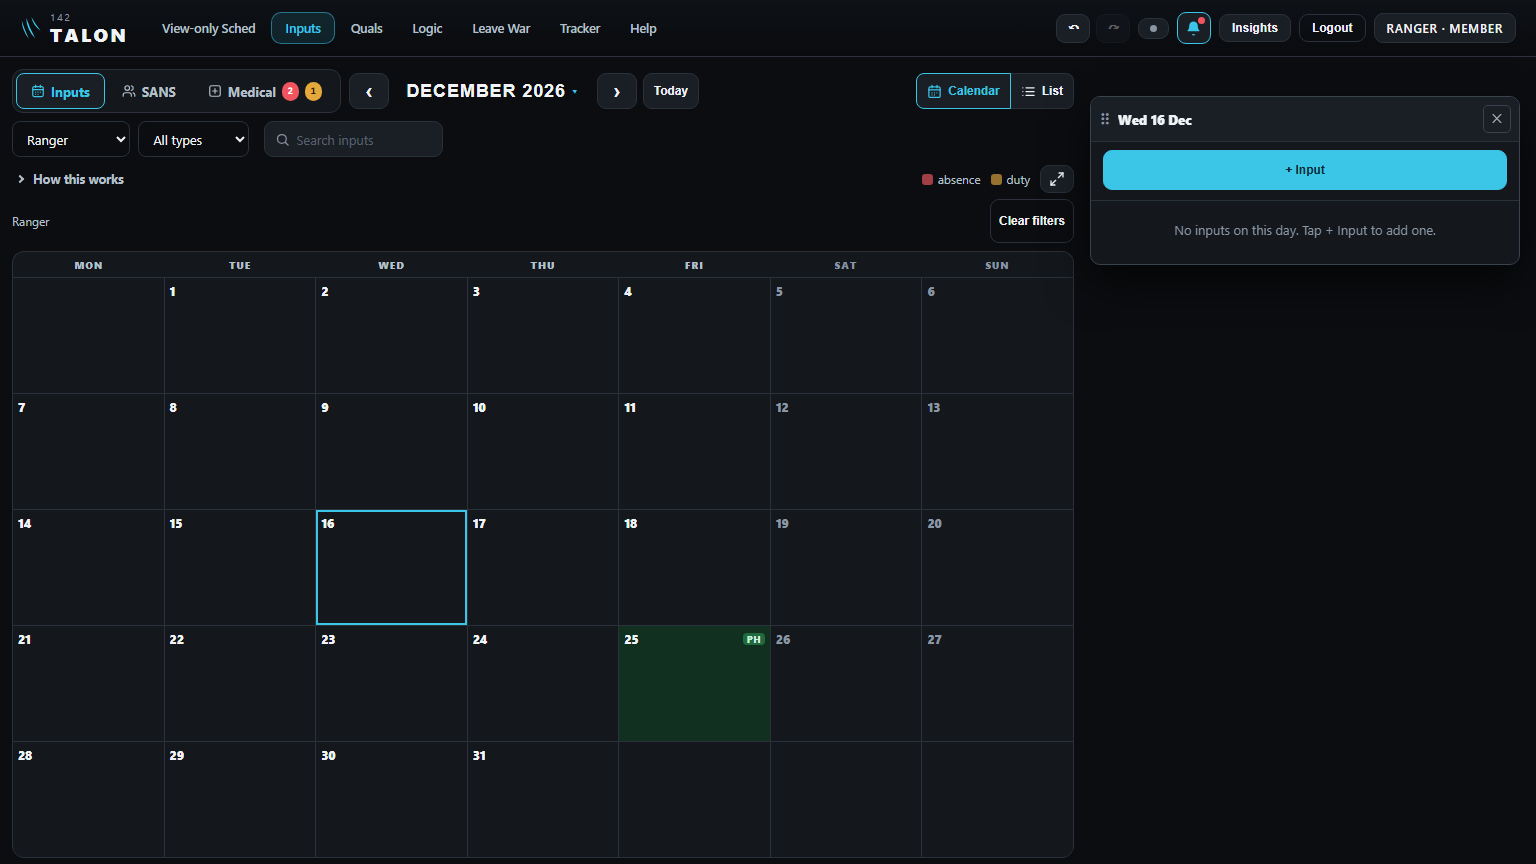 142
TALON
View-only Sched
Inputs
Quals
Logic
Leave War
Tracker
Help
Insights
Logout
RANGER · MEMBER
Inputs
SANS
Medical 2 1
‹
DECEMBER 2026
›
Today
Calendar
List
Ranger
All types
Search inputs
How this works
absence
duty
Ranger
Clear filters
MON TUE WED THU FRI SAT SUN
1 2 3 4 5 6
7 8 9 10 11 12 13
14 15 16 17 18 19 20
21 22 23 24 25 PH 26 27
28 29 30 31
Wed 16 Dec
+ Input
No inputs on this day. Tap + Input to add one.